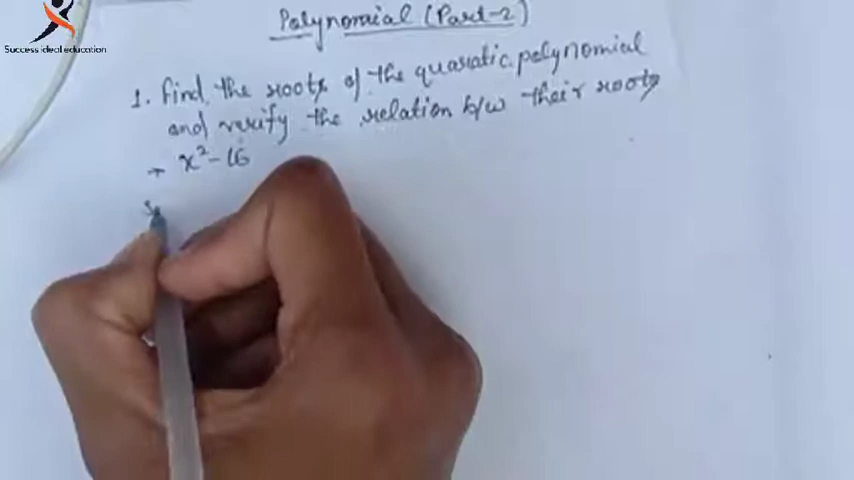 Success ideal education
Polynomial (Part-2)
1. find the roots of the quadratic polynomial
and verify the relation b/w their roots
→ x² - 16